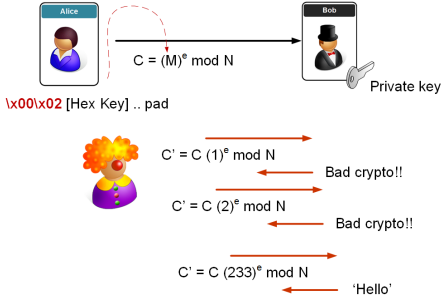 Alice
Bob
C = (M)e mod N
Private key
\x00\x02 [Hex Key] .. pad
C' = C (1)e mod N
Bad crypto!!
C' = C (2)e mod N
Bad crypto!!
C' = C (233)e mod N
'Hello'